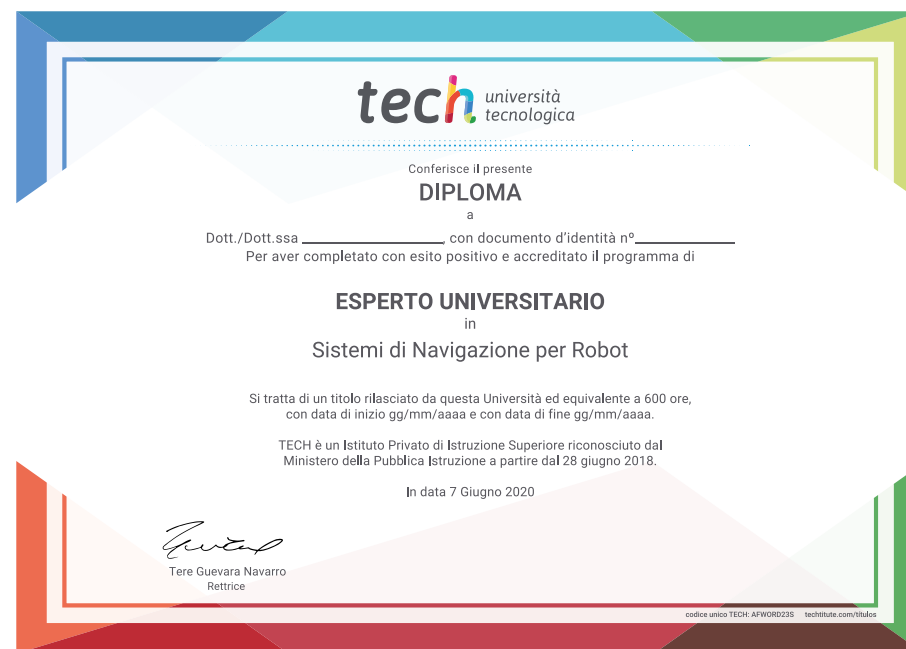 tech università
tecnologica
Conferisce il presente
DIPLOMA
a
Dott./Dott.ssa ____________________, con documento d'identità nº______________
Per aver completato con esito positivo e accreditato il programma di
ESPERTO UNIVERSITARIO
in
Sistemi di Navigazione per Robot
Si tratta di un titolo rilasciato da questa Università ed equivalente a 600 ore,
con data di inizio gg/mm/aaaa e con data di fine gg/mm/aaaa.
TECH è un Istituto Privato di Istruzione Superiore riconosciuto dal
Ministero della Pubblica Istruzione a partire dal 28 giugno 2018.
In data 7 Giugno 2020
Tere Guevara Navarro
Rettrice
codice unico TECH: AFWORD23S techtitute.com/titulos